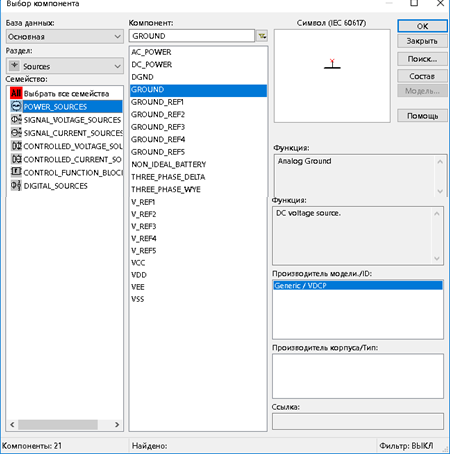 Выбор компонента
База данных:
Основная
Раздел:
Sources
Семейство:
All Выбрать все семейства
POWER_SOURCES
SIGNAL_VOLTAGE_SOURCES
SIGNAL_CURRENT_SOURCES
CONTROLLED_VOLTAGE_SOU
CONTROLLED_CURRENT_SO
CONTROL_FUNCTION_BLOC
DIGITAL_SOURCES
Компонент:
GROUND
AC_POWER
DC_POWER
DGND
GROUND
GROUND_REF1
GROUND_REF2
GROUND_REF3
GROUND_REF4
GROUND_REF5
NON_IDEAL_BATTERY
THREE_PHASE_DELTA
THREE_PHASE_WYE
V_REF1
V_REF2
V_REF3
V_REF4
V_REF5
VCC
VDD
VEE
VSS
Символ (IEC 60617)
Функция:
Analog Ground
Функция:
DC voltage source.
Производитель модели./ID:
Generic / VDCP
Производитель корпуса/Тип:
Ссылка:
OK
Закрыть
Поиск...
Состав
Модель...
Помощь
Компоненты: 21
Найдено:
Фильтр: ВЫКЛ